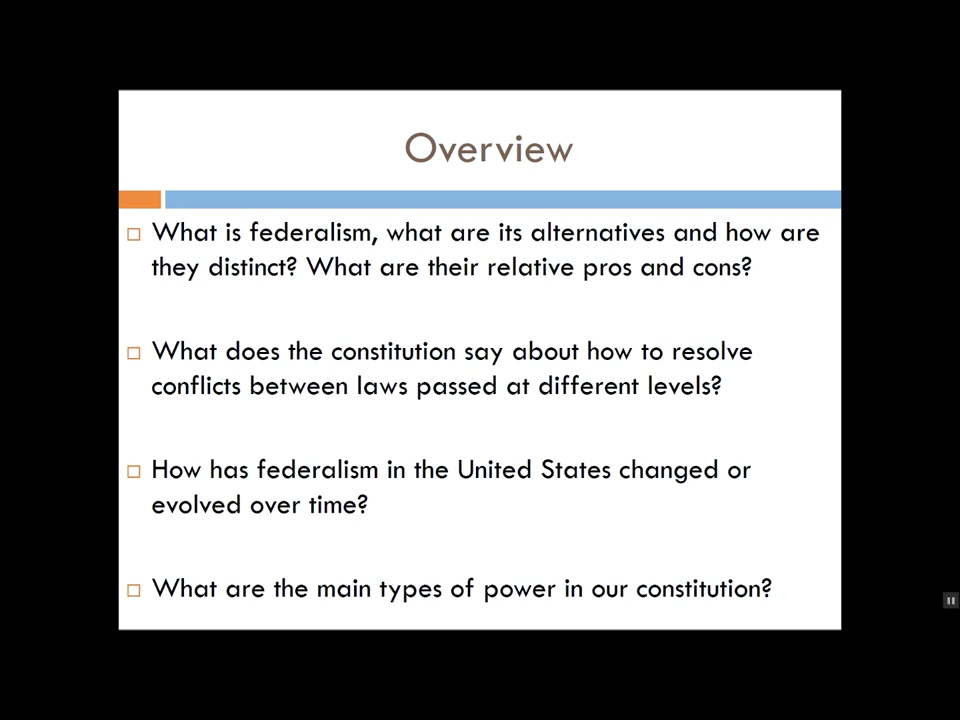 Overview
What is federalism, what are its alternatives and how are
they distinct? What are their relative pros and cons?
What does the constitution say about how to resolve
conflicts between laws passed at different levels?
How has federalism in the United States changed or
evolved over time?
What are the main types of power in our constitution?